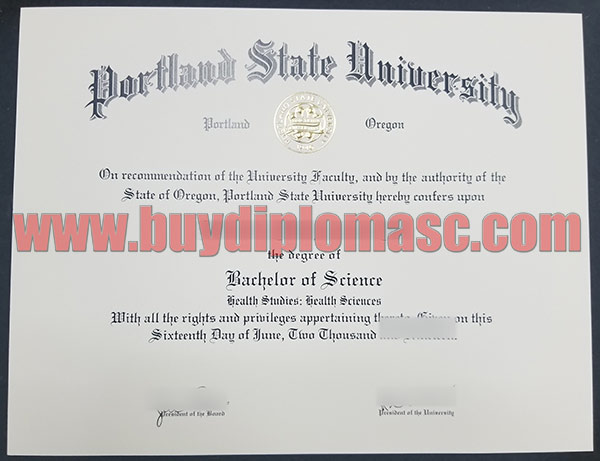 Portland State University
Portland Oregon
On recommendation of the University Faculty, and by the authority of the
State of Oregon, Portland State University hereby confers upon
www.buydiplomasc.com
the degree of
Bachelor of Science
Health Studies: Health Sciences
With all the rights and privileges appertaining thereto. Given on this
Sixteenth Day of June, Two Thousand
President of the Board President of the University